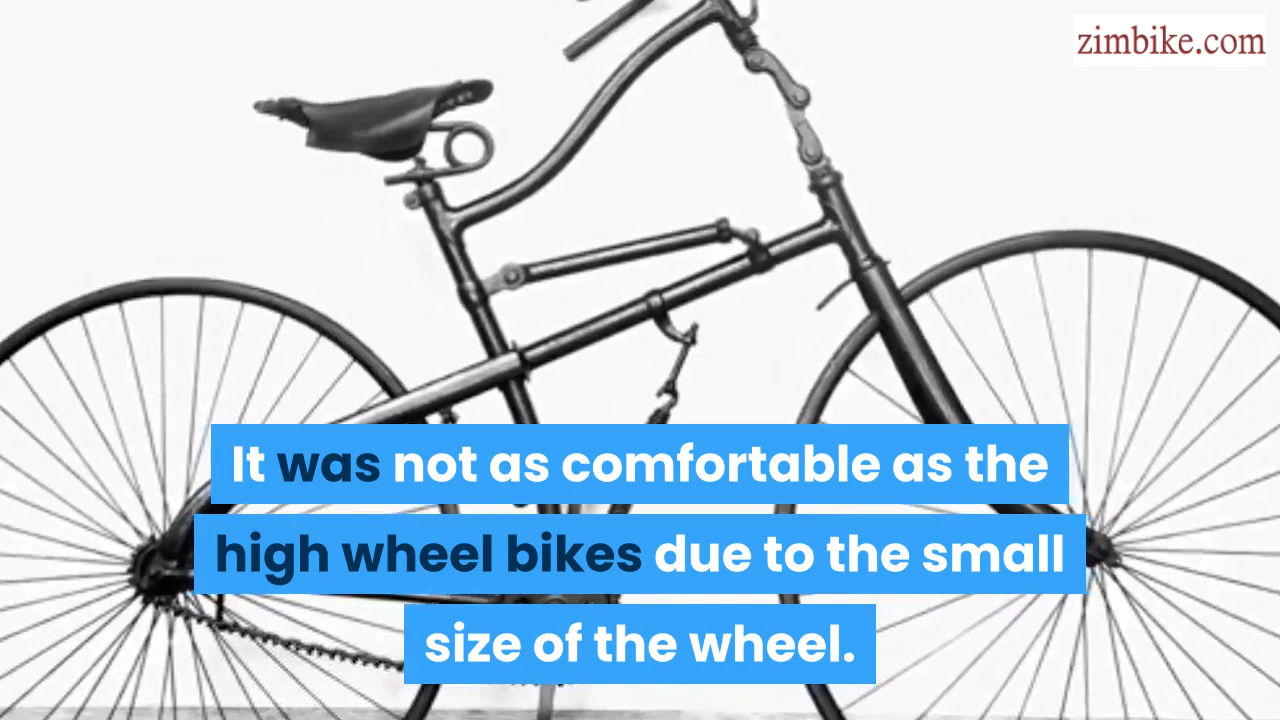 zimbike.com
It was not as comfortable as the
high wheel bikes due to the small
size of the wheel.